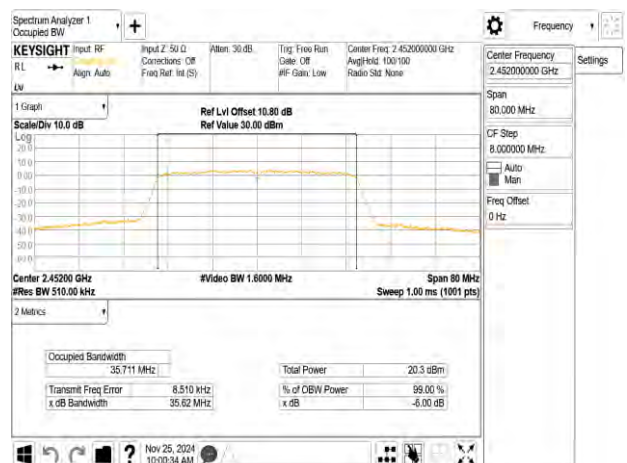 Spectrum Analyzer 1
Occupied BW
Frequency
KEYSIGHT Input: RF
RL
Align: Auto
Input Z: 50 Ω
Corrections: Off
Freq Ref: Int (S)
Atten: 30 dB
Trig: Free Run
Gate: Off
#IF Gain: Low
Center Freq: 2.452000000 GHz
Avg|Hold: 100/100
Radio Std: None
Center Frequency
2.452000000 GHz
Settings
Span
80.000 MHz
CF Step
8.000000 MHz
Auto
Man
Freq Offset
0 Hz
1 Graph
Scale/Div 10.0 dB
Ref Lvl Offset 10.80 dB
Ref Value 30.00 dBm
Log
20.0
10.0
0.00
-10.0
-20.0
-30.0
-40.0
-50.0
-60.0
Center 2.45200 GHz
#Res BW 510.00 kHz
#Video BW 1.6000 MHz
Span 80 MHz
Sweep 1.00 ms (1001 pts)
2 Metrics
Occupied Bandwidth
35.711 MHz
Total Power 20.3 dBm
Transmit Freq Error 8.510 kHz
% of OBW Power 99.00 %
x dB Bandwidth 35.62 MHz
x dB -6.00 dB
?
Nov 25, 2024
10:00:34 AM